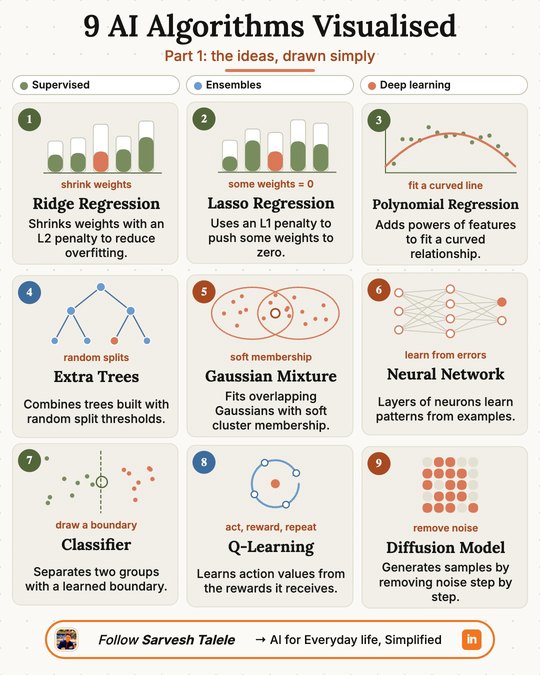 9 AI Algorithms Visualised
Part 1: the ideas, drawn simply
Supervised
Ensembles
Deep learning
1
shrink weights
Ridge Regression
Shrinks weights with an
L2 penalty to reduce
overfitting.
2
some weights = 0
Lasso Regression
Uses an L1 penalty to
push some weights to
zero.
3
fit a curved line
Polynomial Regression
Adds powers of features
to fit a curved
relationship.
4
random splits
Extra Trees
Combines trees built with
random split thresholds.
5
soft membership
Gaussian Mixture
Fits overlapping
Gaussians with soft
cluster membership.
6
learn from errors
Neural Network
Layers of neurons learn
patterns from examples.
7
draw a boundary
Classifier
Separates two groups
with a learned boundary.
8
act, reward, repeat
Q-Learning
Learns action values from
the rewards it receives.
9
remove noise
Diffusion Model
Generates samples by
removing noise step by
step.
Follow Sarvesh Talele → AI for Everyday life, Simplified in